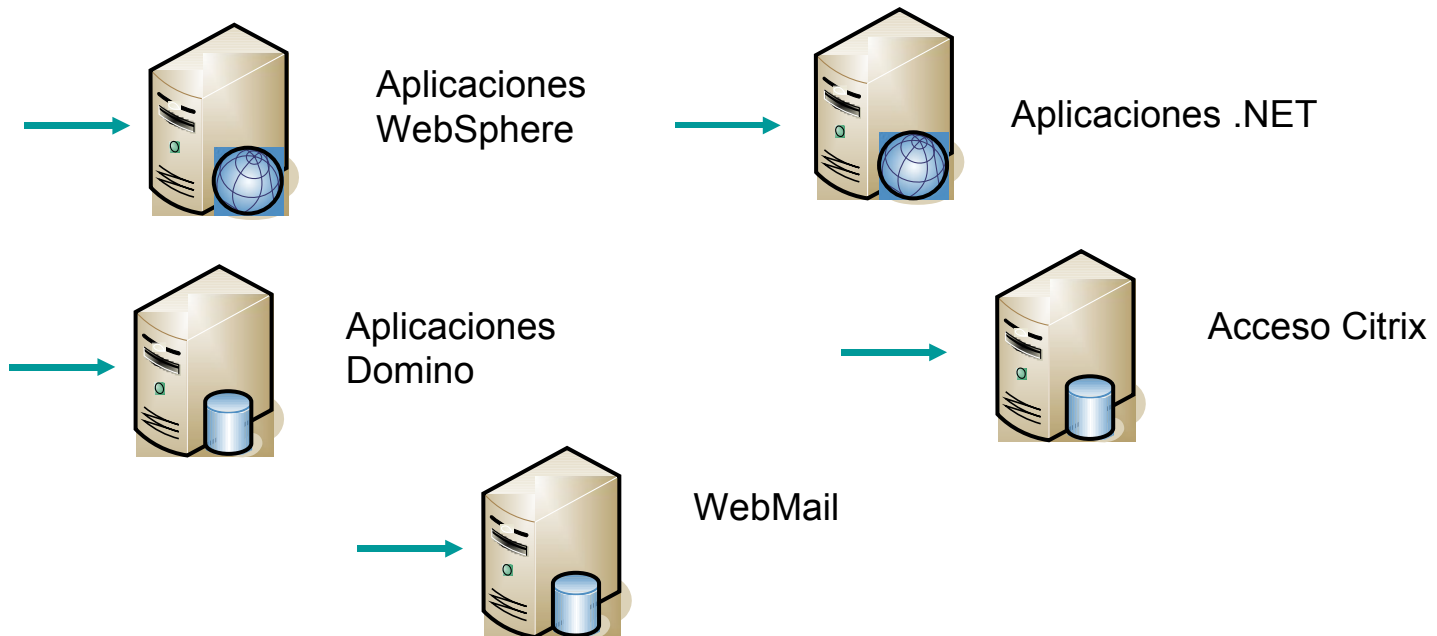 Aplicaciones
WebSphere
Aplicaciones .NET
Aplicaciones
Domino
Acceso Citrix
WebMail